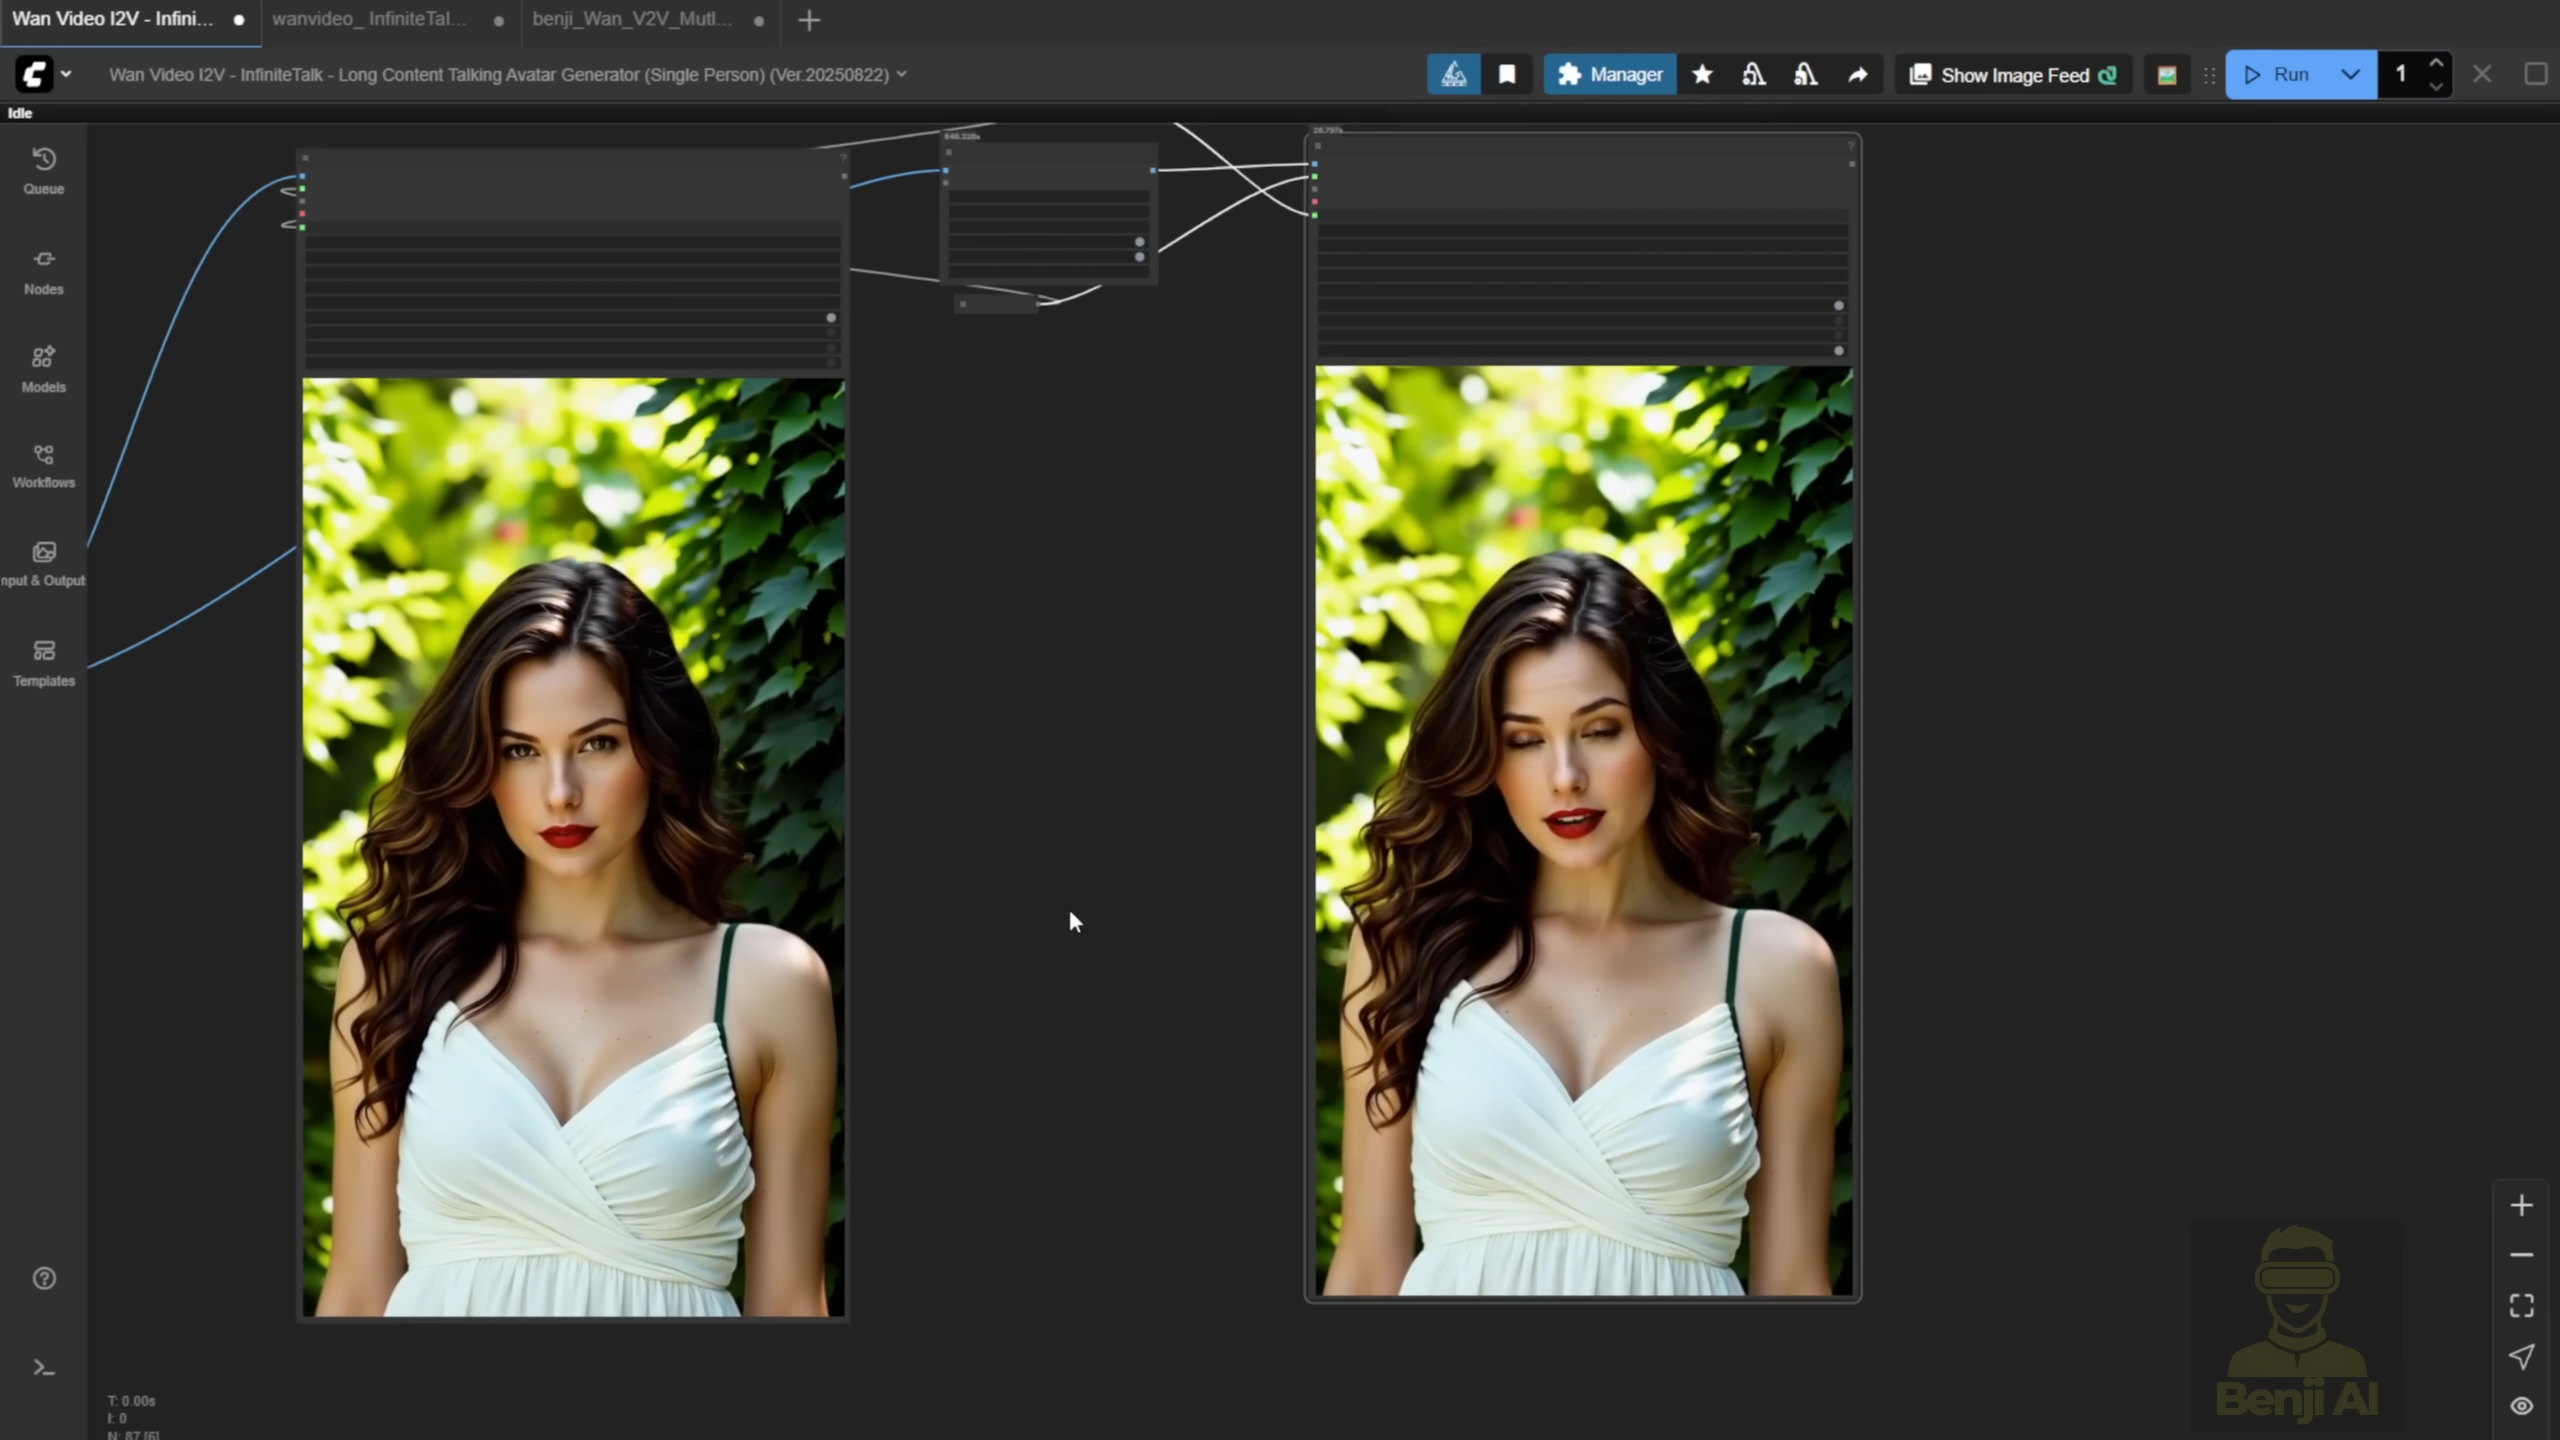 Wan Video I2V - Infini...
wanvideo_ InfiniteTal...
benji_Wan_V2V_Mutl...
Wan Video I2V - InfiniteTalk - Long Content Talking Avatar Generator (Single Person) (Ver.20250822)
Manager
Show Image Feed
Run
1
Idle
Queue
Nodes
Models
Workflows
nput & Output
Templates
?
?
T: 0.00s
I: 0
N: 87 [6]
Benji AI